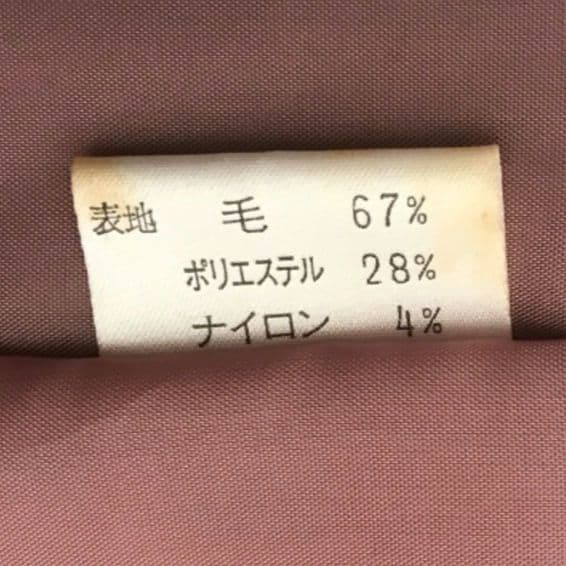 表地 毛 67%
ポリエステル 28%
ナイロン 4%